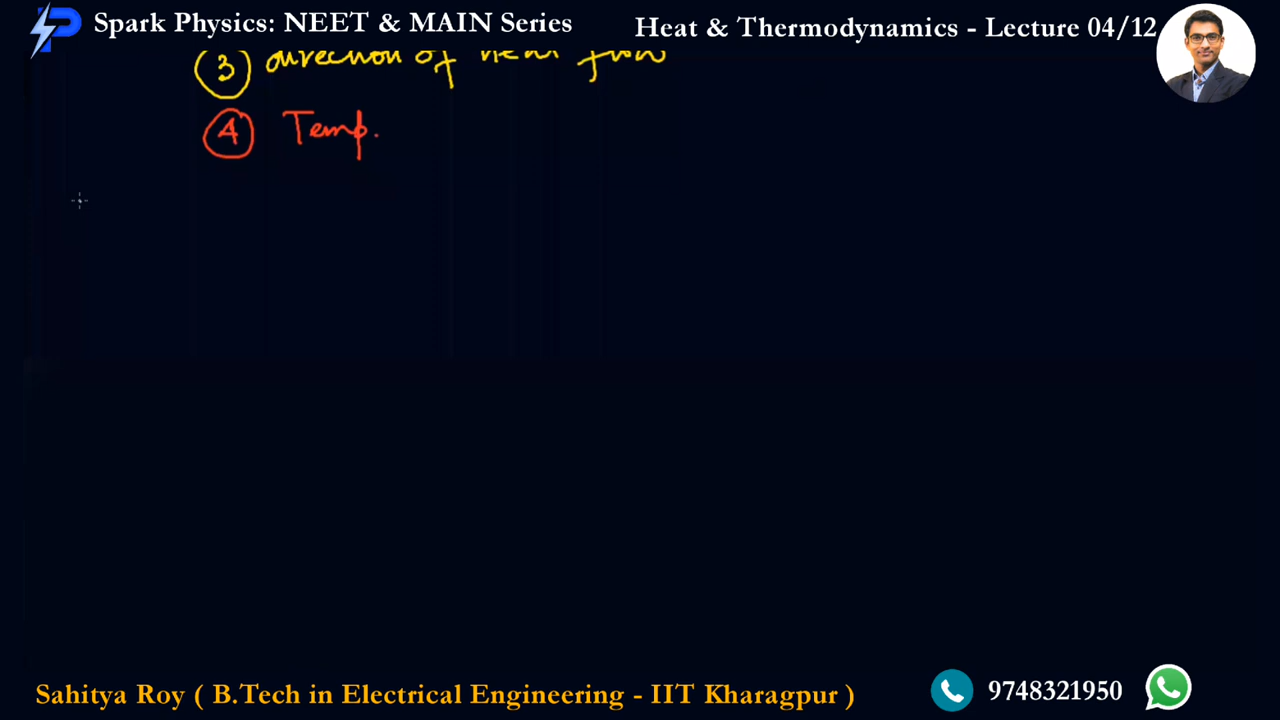 Spark Physics: NEET & MAIN Series
Heat & Thermodynamics - Lecture 04/12
③ direction of heat flow
④ Temp.
Sahitya Roy ( B.Tech in Electrical Engineering - IIT Kharagpur )
9748321950